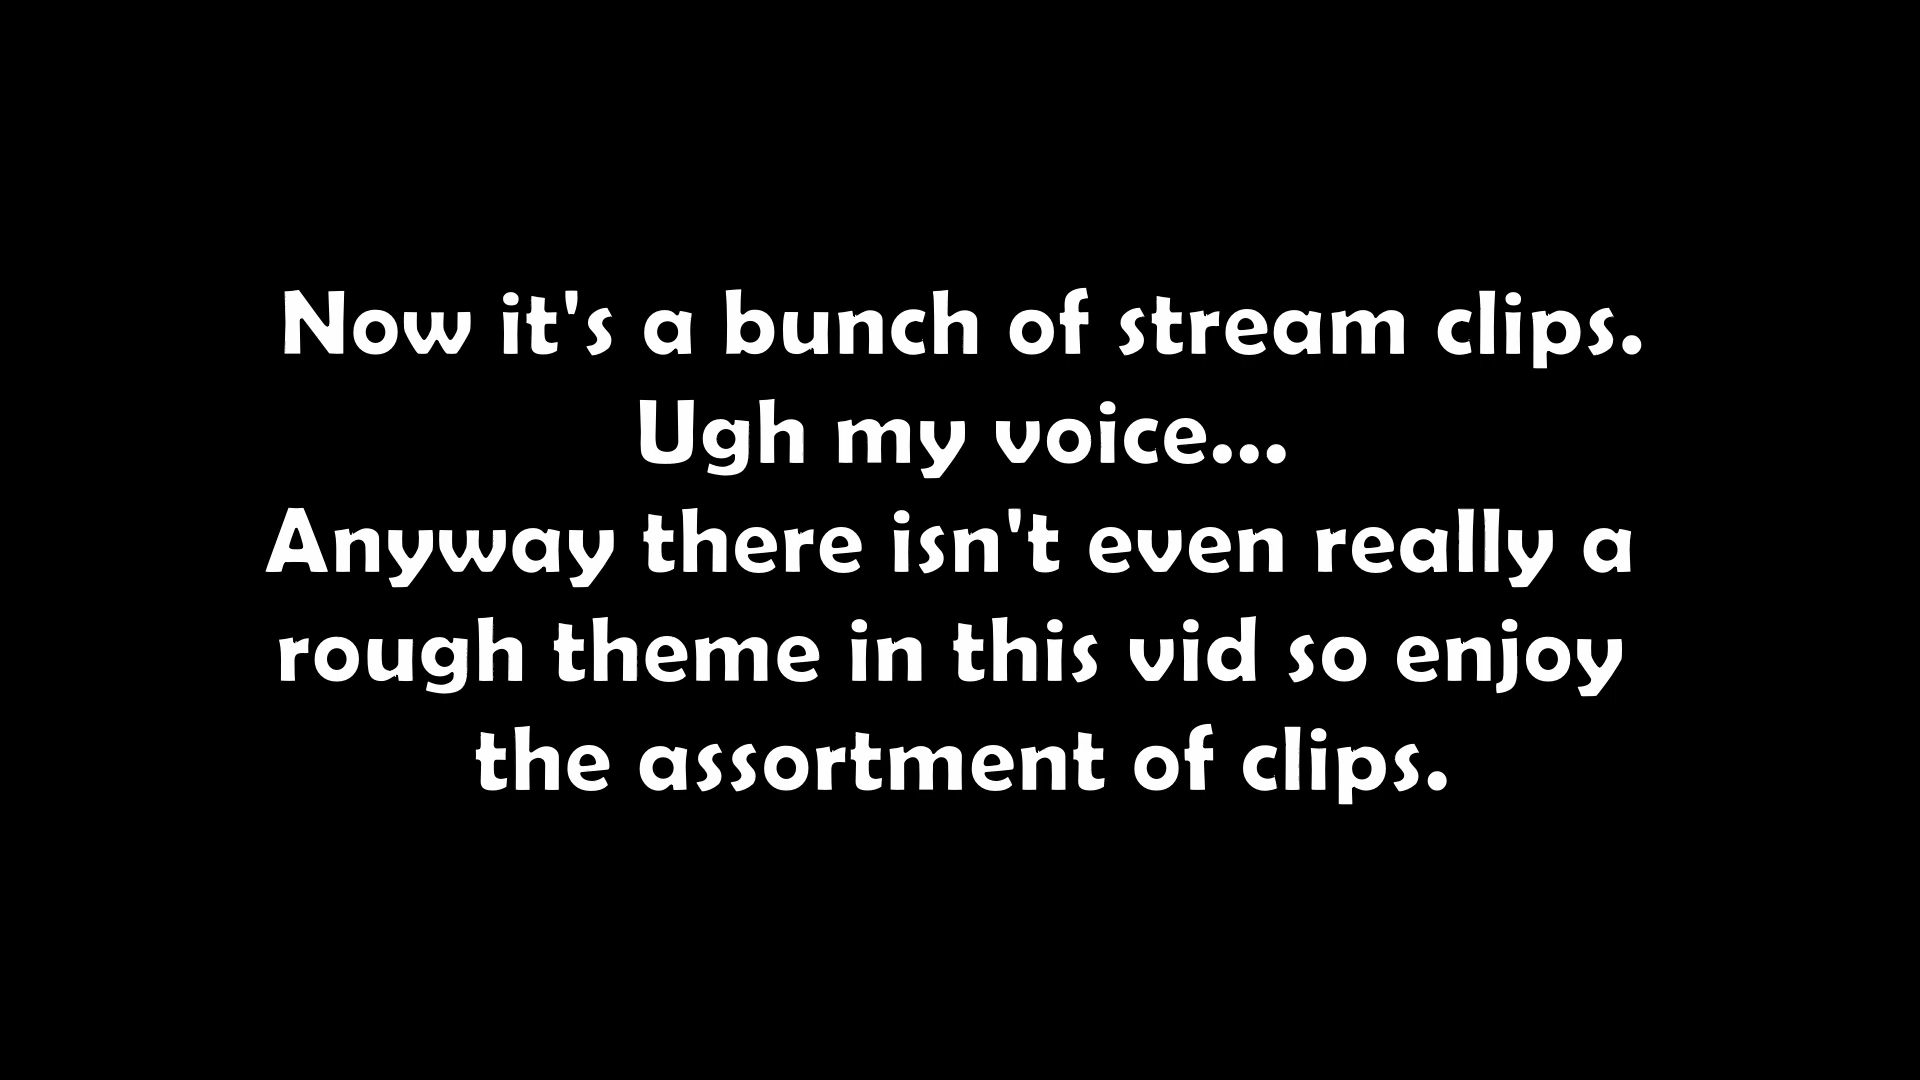 Now it's a bunch of stream clips.
Ugh my voice...
Anyway there isn't even really a
rough theme in this vid so enjoy
the assortment of clips.